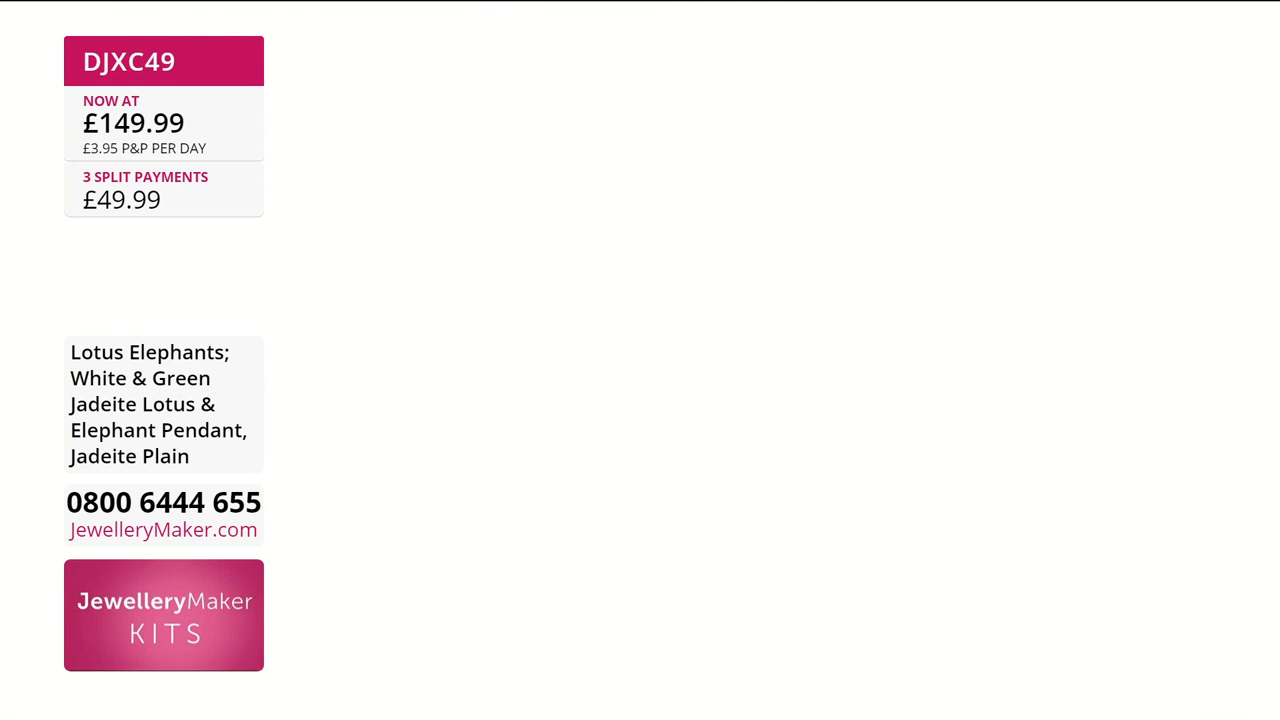 DJXC49
NOW AT
£149.99
£3.95 P&P PER DAY
3 SPLIT PAYMENTS
£49.99
Lotus Elephants;
White & Green
Jadeite Lotus &
Elephant Pendant,
Jadeite Plain
0800 6444 655
JewelleryMaker.com
JewelleryMaker
KITS